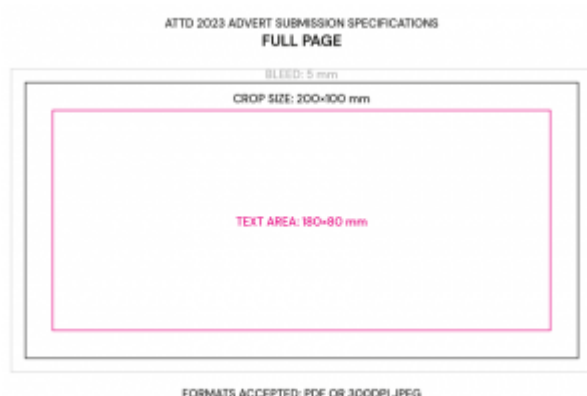 ATTD 2023 ADVERT SUBMISSION SPECIFICATIONS
FULL PAGE
BLEED: 5 mm
CROP SIZE: 200×100 mm
TEXT AREA: 180×80 mm
FORMATS ACCEPTED: PDF OR 300DPI JPEG